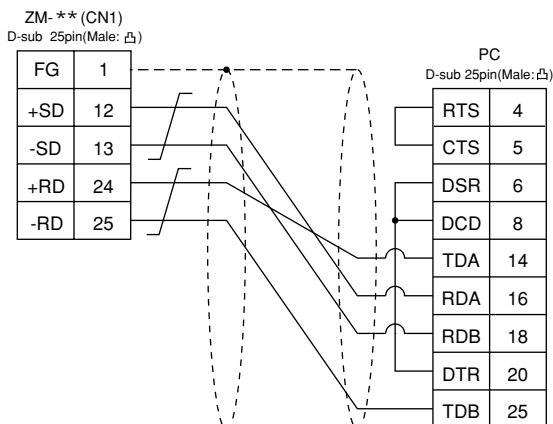 ZM-** (CN1)
D-sub 25pin(Male: 凸)
FG 1
+SD 12
-SD 13
+RD 24
-RD 25
PC
D-sub 25pin(Male: 凸)
RTS 4
CTS 5
DSR 6
DCD 8
TDA 14
RDA 16
RDB 18
DTR 20
TDB 25